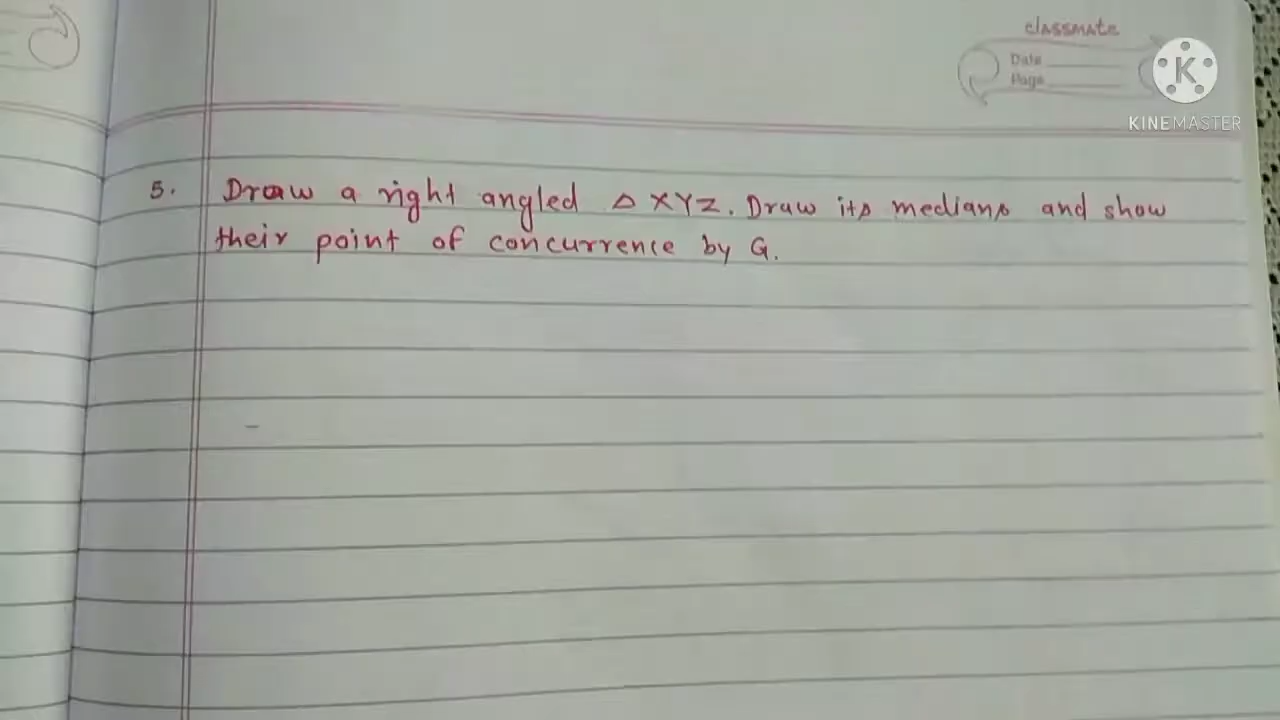 classmate
Date
Page
KINEMASTER
5. Draw a right angled △ XYZ. Draw its medians and show
their point of concurrence by G.